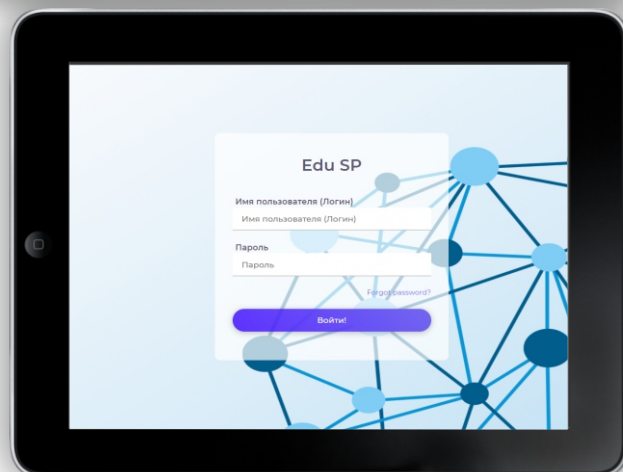 Edu SP
Имя пользователя (Логин)
Имя пользователя (Логин)
Пароль
Пароль
Forgot password?
Войти!